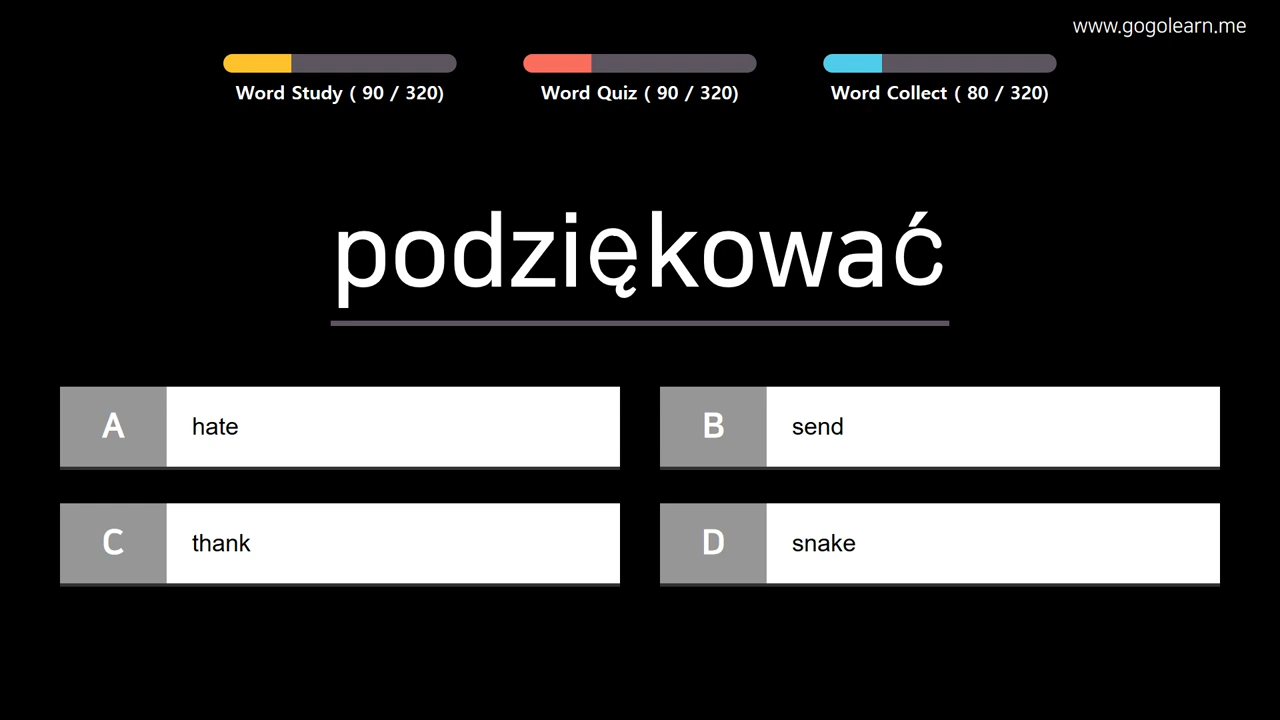 www.gogolearn.me
Word Study ( 90 / 320)
Word Quiz ( 90 / 320)
Word Collect ( 80 / 320)
podziękować
A hate
B send
C thank
D snake